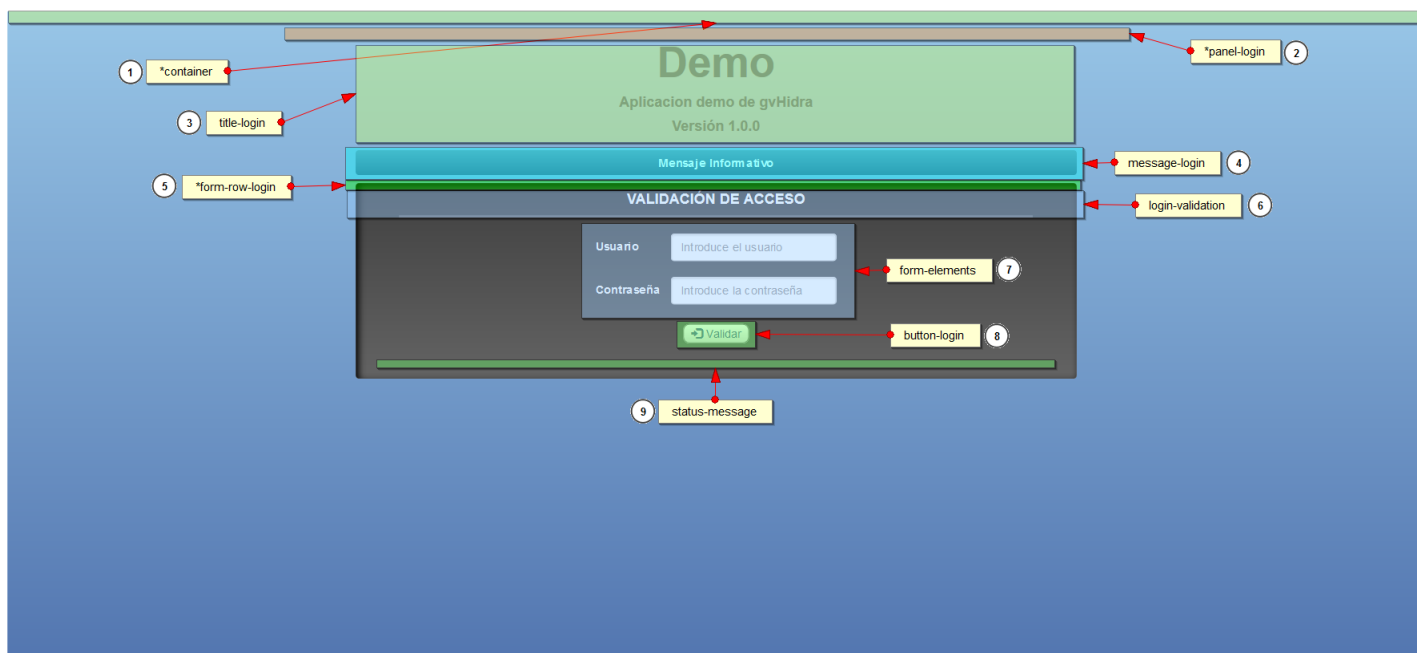 Demo
*panel-login
2
1
*container
Aplicacion demo de gvHidra
3
title-login
Versión 1.0.0
Mensaje Informativo
message-login
4
5
*form-row-login
VALIDACIÓN DE ACCESO
login-validation
6
Usuario
Introduce el usuario
form-elements
7
Contraseña
Introduce la contraseña
Validar
button-login
8
9
status-message